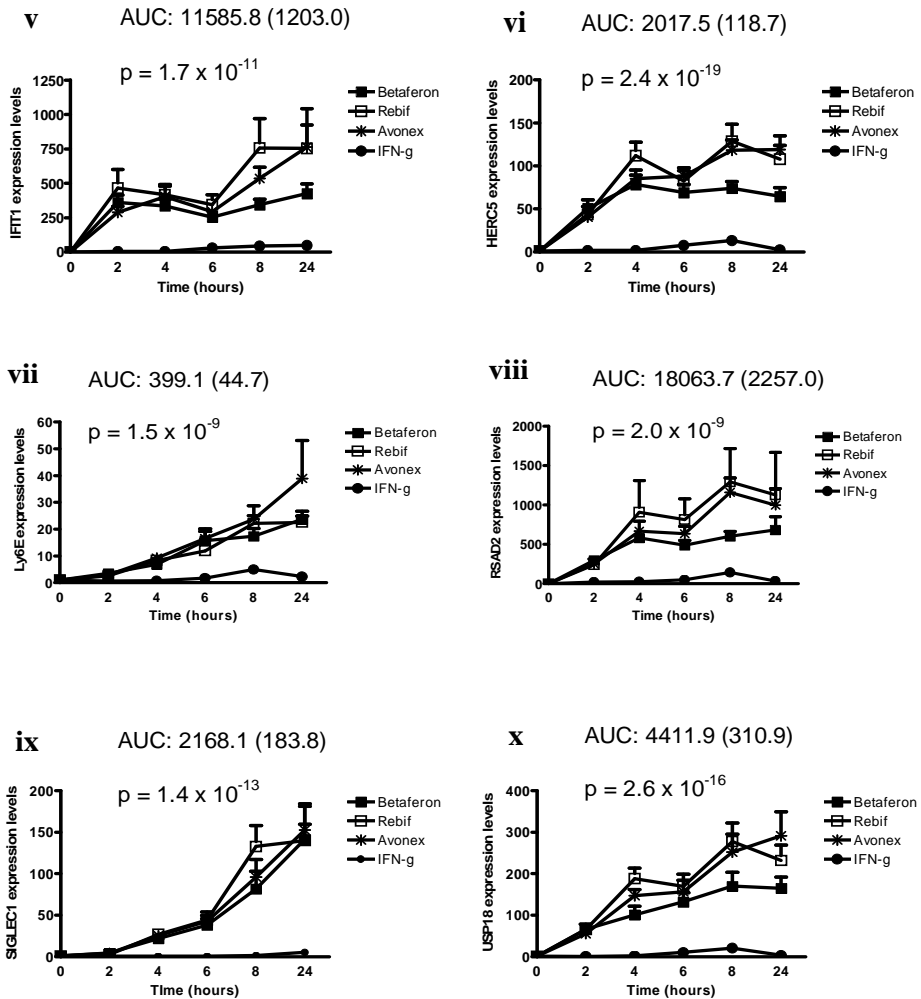 v AUC: 11585.8 (1203.0)
p = 1.7 x 10-11
IFIT1 expression levels
1250
1000
750
500
250
0
0 2 4 6 8 24
Time (hours)
Betaferon
Rebif
Avonex
IFN-g
vi AUC: 2017.5 (118.7)
p = 2.4 x 10-19
HERC5 expression levels
200
150
100
50
0
0 2 4 6 8 24
Time (hours)
Betaferon
Rebif
Avonex
IFN-g
vii AUC: 399.1 (44.7)
p = 1.5 x 10-9
Ly6E expression levels
60
50
40
30
20
10
0
0 2 4 6 8 24
Time (hours)
Betaferon
Rebif
Avonex
IFN-g
viii AUC: 18063.7 (2257.0)
p = 2.0 x 10-9
RSAD2 expression levels
2000
1500
1000
500
0
0 2 4 6 8 24
Time (hours)
Betaferon
Rebif
Avonex
IFN-g
ix AUC: 2168.1 (183.8)
p = 1.4 x 10-13
SIGLEC1 expression levels
200
150
100
50
0
0 2 4 6 8 24
TIme (hours)
Betaferon
Rebif
Avonex
IFN-g
x AUC: 4411.9 (310.9)
p = 2.6 x 10-16
USP18 expression levels
400
300
200
100
0
0 2 4 6 8 24
Time (hours)
Betaferon
Rebif
Avonex
IFN-g